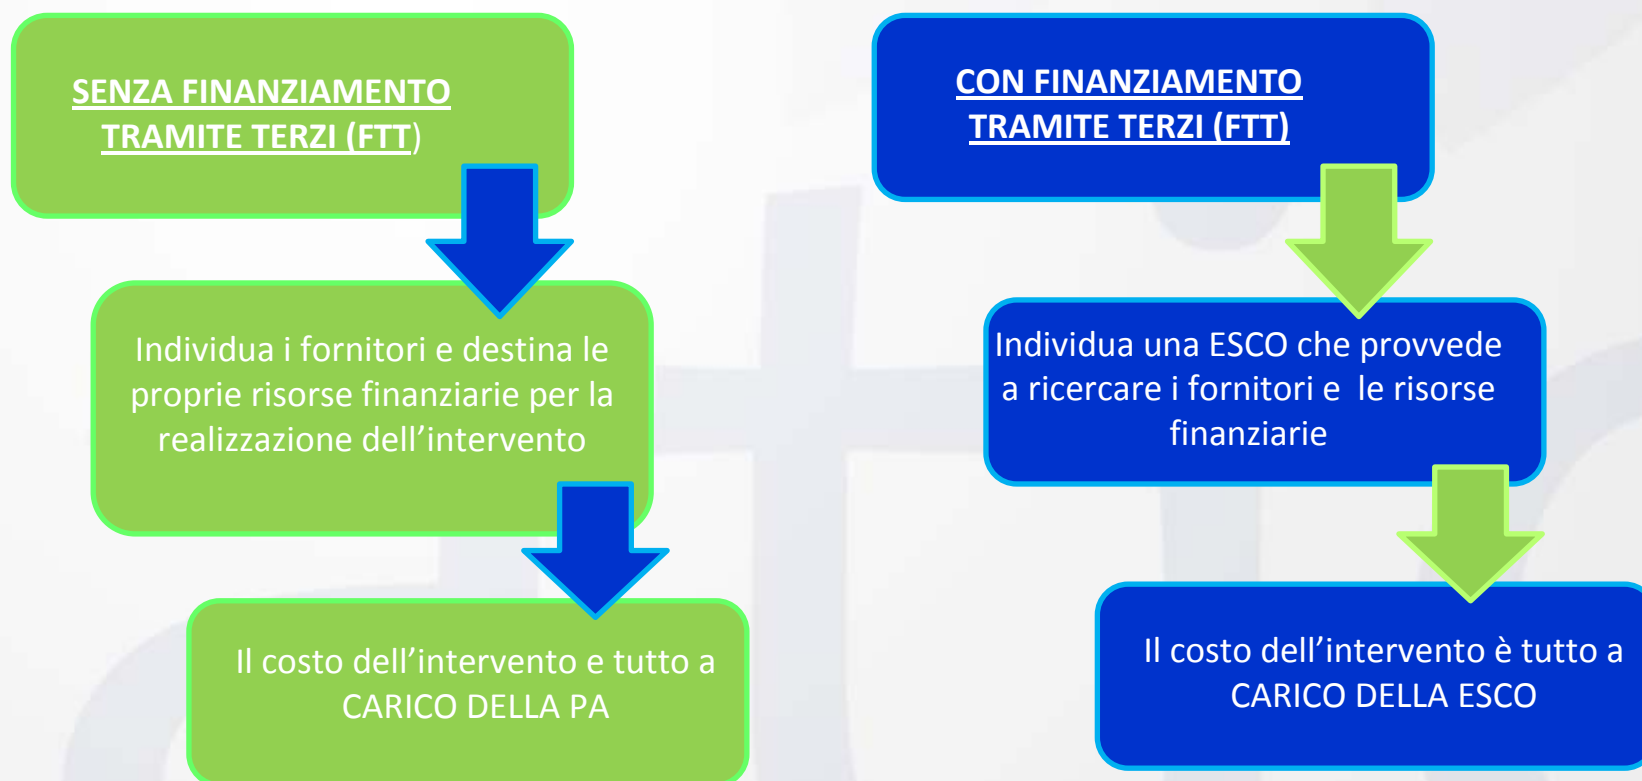 SENZA FINANZIAMENTO
TRAMITE TERZI (FTT)
Individua i fornitori e destina le
proprie risorse finanziarie per la
realizzazione dell’intervento
Il costo dell’intervento e tutto a
CARICO DELLA PA
CON FINANZIAMENTO
TRAMITE TERZI (FTT)
Individua una ESCO che provvede
a ricercare i fornitori e le risorse
finanziarie
Il costo dell’intervento è tutto a
CARICO DELLA ESCO